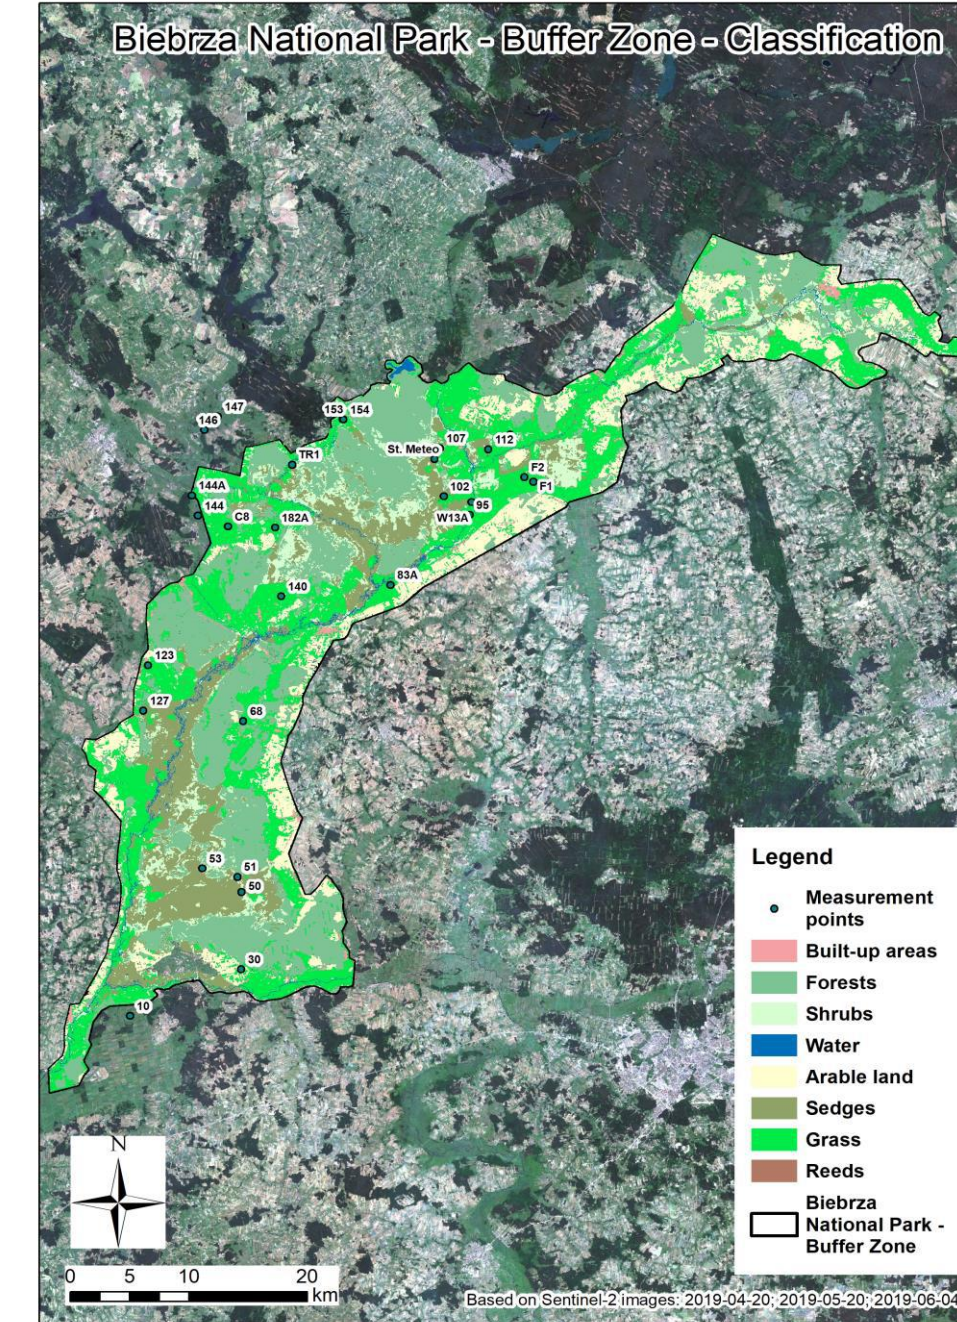 Biebrza National Park - Buffer Zone - Classification
147
146
153
154
TR1
St. Meteo
107
112
F2
F1
144A
144
C8
182A
102
95
W13A
83A
140
123
127
68
53
51
50
30
10
Legend
Measurement
points
Built-up areas
Forests
Shrubs
Water
Arable land
Sedges
Grass
Reeds
Biebrza
National Park -
Buffer Zone
N
0 5 10 20
km
Based on Sentinel-2 images: 2019-04-20; 2019-05-20; 2019-06-04